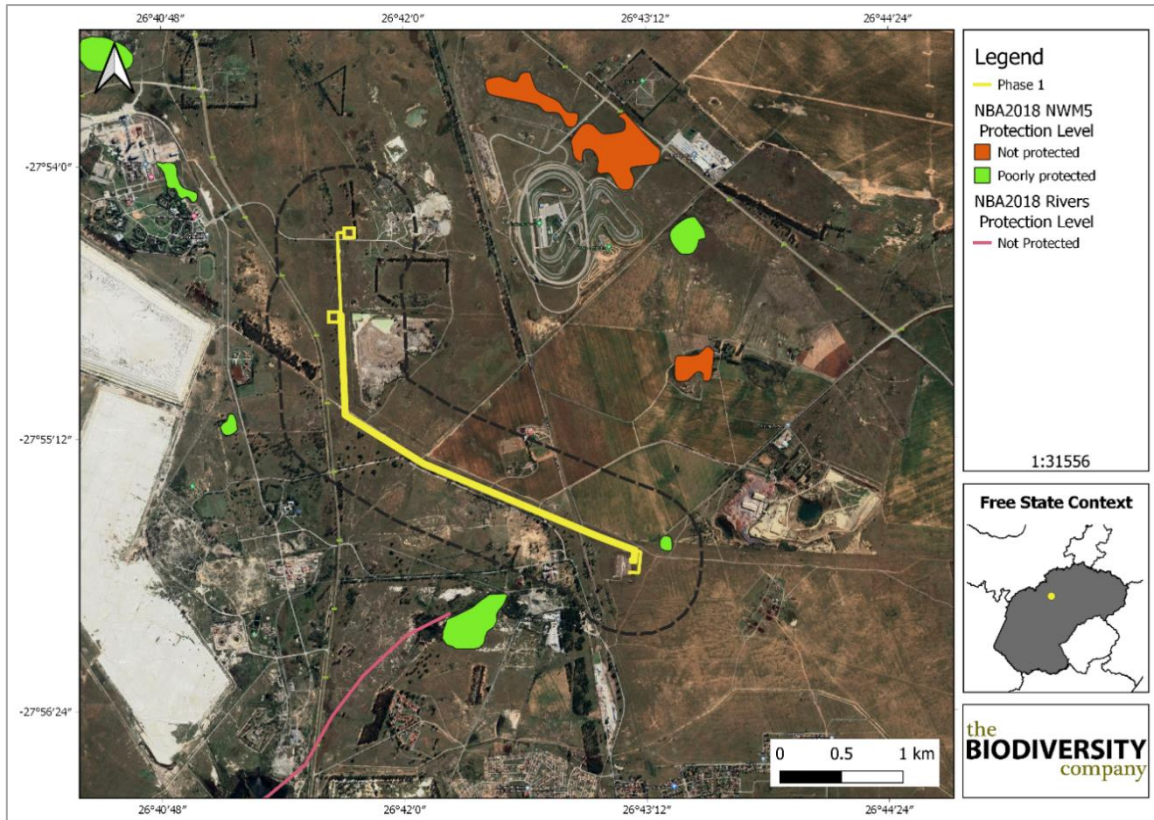 26°40′48″ 26°42′0″ 26°43′12″ 26°44′24″
-27°54′0″
-27°55′12″
-27°56′24″
0 0.5 1 km
26°40′48″ 26°42′0″ 26°43′12″ 26°44′24″
Legend
Phase 1
NBA2018 NWM5
Protection Level
Not protected
Poorly protected
NBA2018 Rivers
Protection Level
Not Protected
1:31556
Free State Context
the
BIODIVERSITY
company